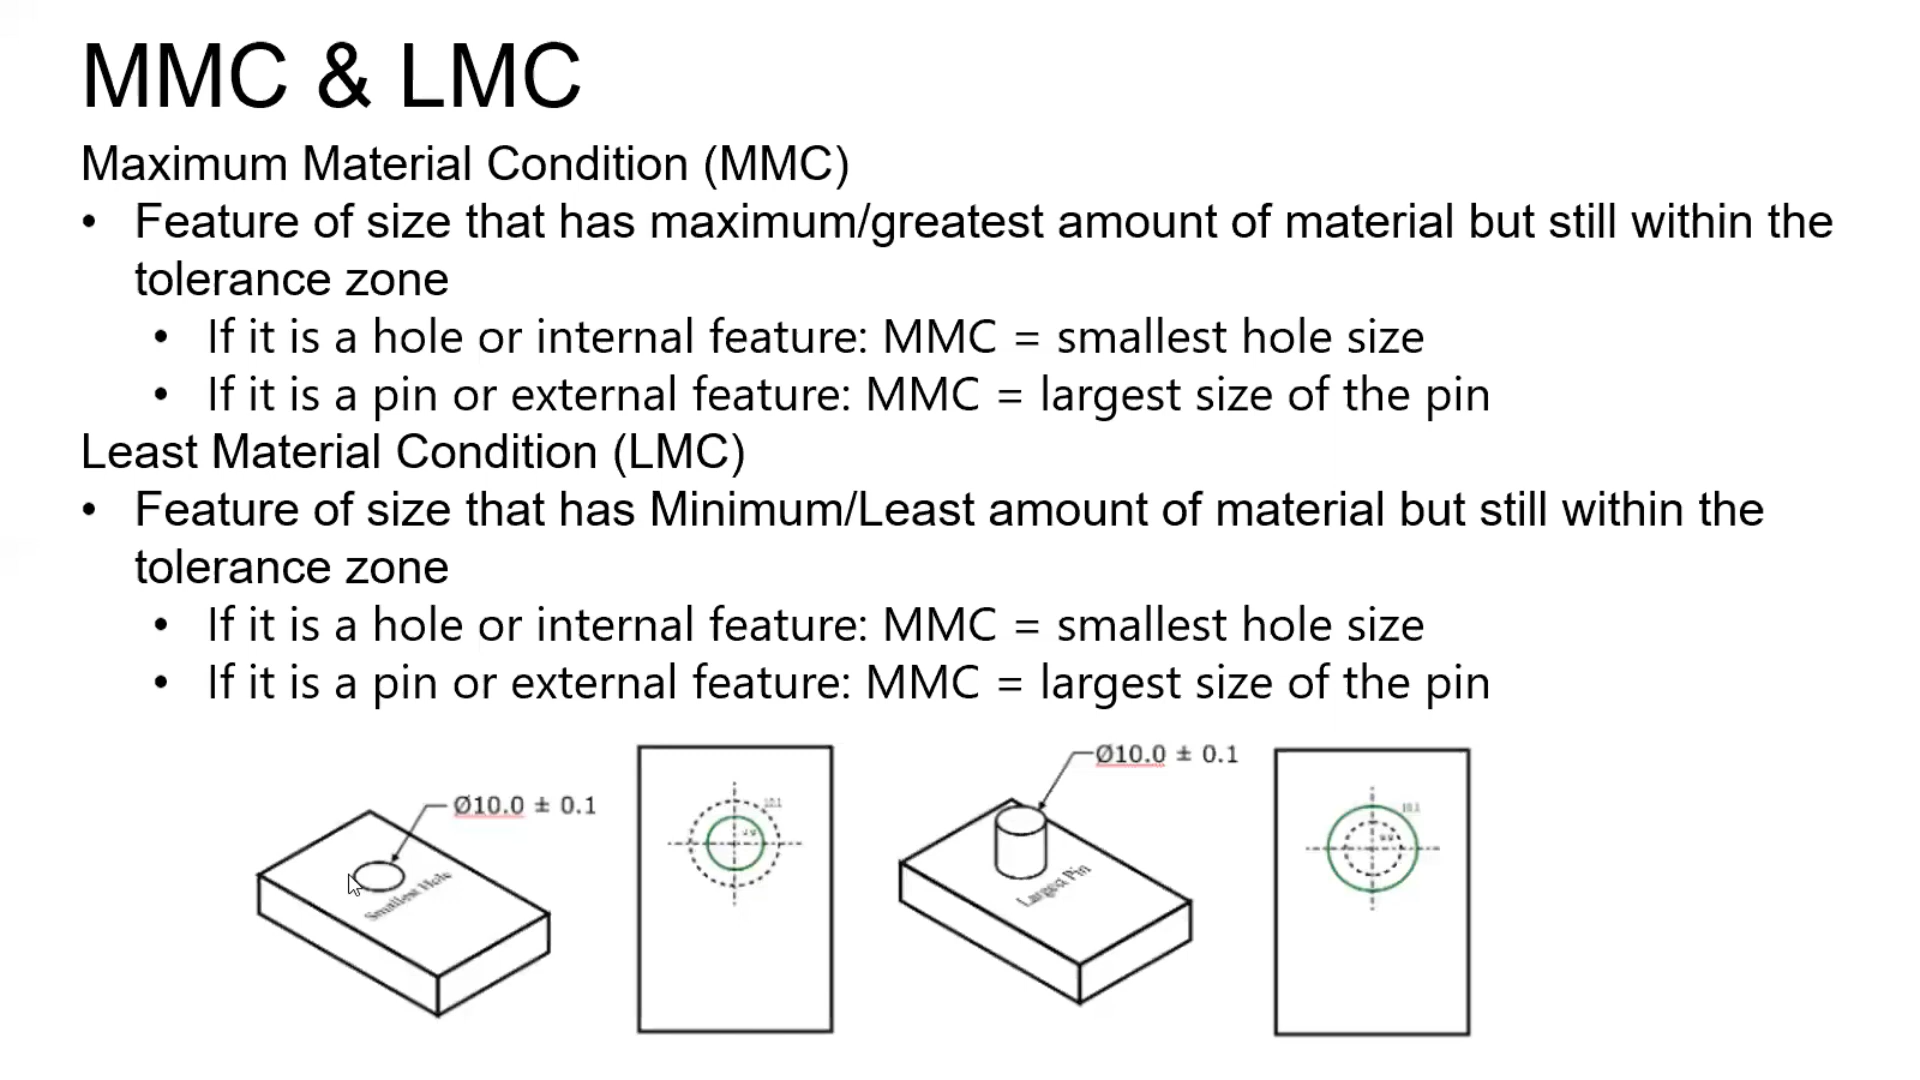 MMC & LMC
Maximum Material Condition (MMC)
• Feature of size that has maximum/greatest amount of material but still within the
tolerance zone
• If it is a hole or internal feature: MMC = smallest hole size
• If it is a pin or external feature: MMC = largest size of the pin
Least Material Condition (LMC)
• Feature of size that has Minimum/Least amount of material but still within the
tolerance zone
• If it is a hole or internal feature: MMC = smallest hole size
• If it is a pin or external feature: MMC = largest size of the pin
Ø10.0 ± 0.1
Smallest Hole
10.1
Ø10.0 ± 0.1
Largest Pin
10.1